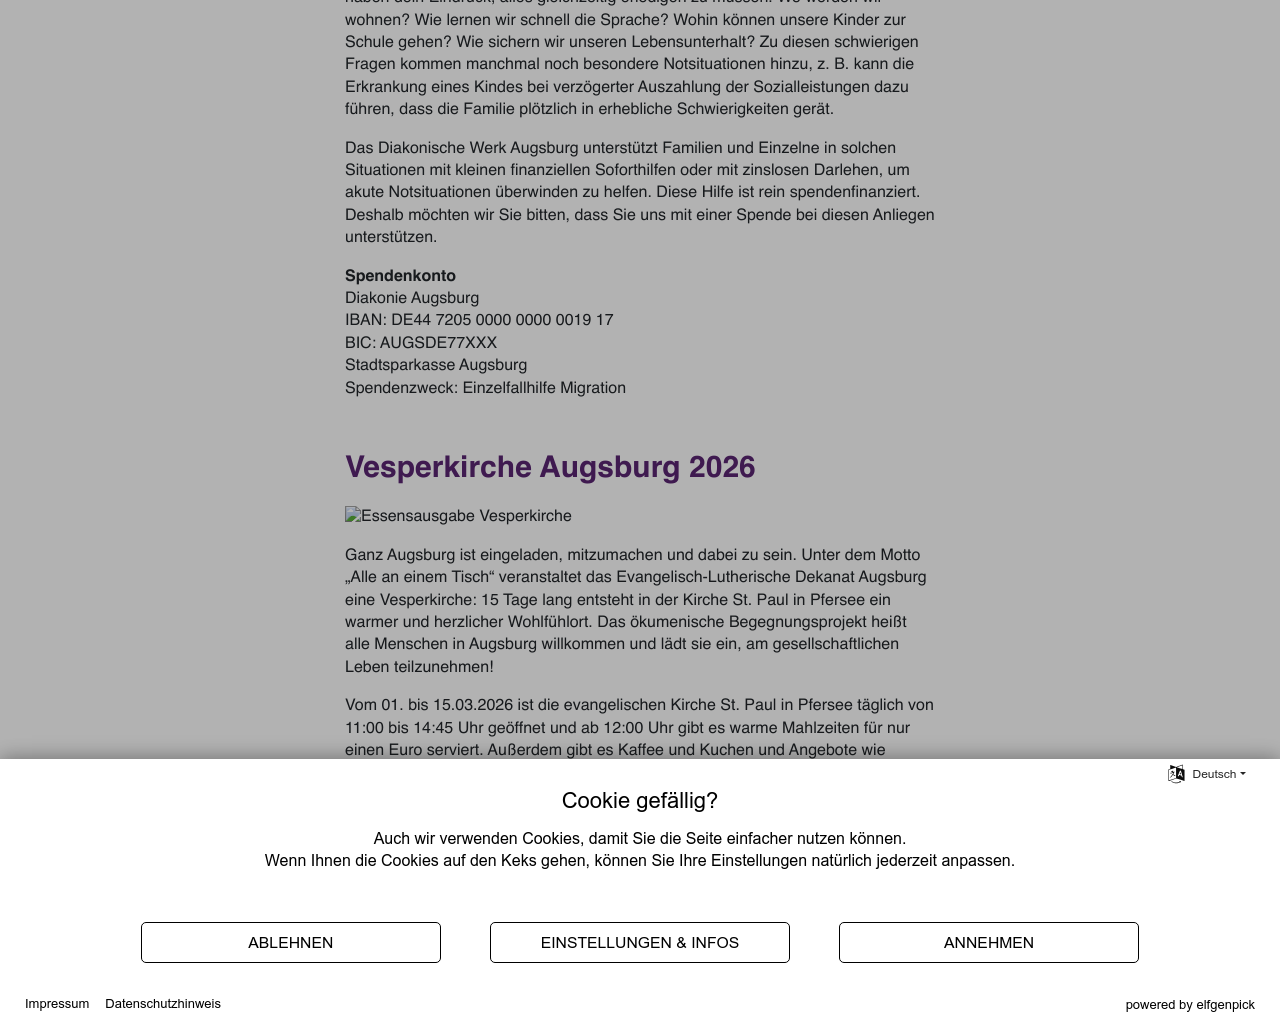 wohnen? Wie lernen wir schnell die Sprache? Wohin können unsere Kinder zur
Schule gehen? Wie sichern wir unseren Lebensunterhalt? Zu diesen schwierigen
Fragen kommen manchmal noch besondere Notsituationen hinzu, z. B. kann die
Erkrankung eines Kindes bei verzögerter Auszahlung der Sozialleistungen dazu
führen, dass die Familie plötzlich in erhebliche Schwierigkeiten gerät.
Das Diakonische Werk Augsburg unterstützt Familien und Einzelne in solchen
Situationen mit kleinen finanziellen Soforthilfen oder mit zinslosen Darlehen, um
akute Notsituationen überwinden zu helfen. Diese Hilfe ist rein spendenfinanziert.
Deshalb möchten wir Sie bitten, dass Sie uns mit einer Spende bei diesen Anliegen
unterstützen.
Spendenkonto
Diakonie Augsburg
IBAN: DE44 7205 0000 0000 0019 17
BIC: AUGSDE77XXX
Stadtsparkasse Augsburg
Spendenzweck: Einzelfallhilfe Migration
Vesperkirche Augsburg 2026
Essensausgabe Vesperkirche
Ganz Augsburg ist eingeladen, mitzumachen und dabei zu sein. Unter dem Motto
„Alle an einem Tisch“ veranstaltet das Evangelisch-Lutherische Dekanat Augsburg
eine Vesperkirche: 15 Tage lang entsteht in der Kirche St. Paul in Pfersee ein
warmer und herzlicher Wohlfühlort. Das ökumenische Begegnungsprojekt heißt
alle Menschen in Augsburg willkommen und lädt sie ein, am gesellschaftlichen
Leben teilzunehmen!
Vom 01. bis 15.03.2026 ist die evangelischen Kirche St. Paul in Pfersee täglich von
11:00 bis 14:45 Uhr geöffnet und ab 12:00 Uhr gibt es warme Mahlzeiten für nur
einen Euro serviert. Außerdem gibt es Kaffee und Kuchen und Angebote wie
Deutsch
Cookie gefällig?
Auch wir verwenden Cookies, damit Sie die Seite einfacher nutzen können.
Wenn Ihnen die Cookies auf den Keks gehen, können Sie Ihre Einstellungen natürlich jederzeit anpassen.
ABLEHNEN
EINSTELLUNGEN & INFOS
ANNEHMEN
Impressum
Datenschutzhinweis
powered by elfgenpick